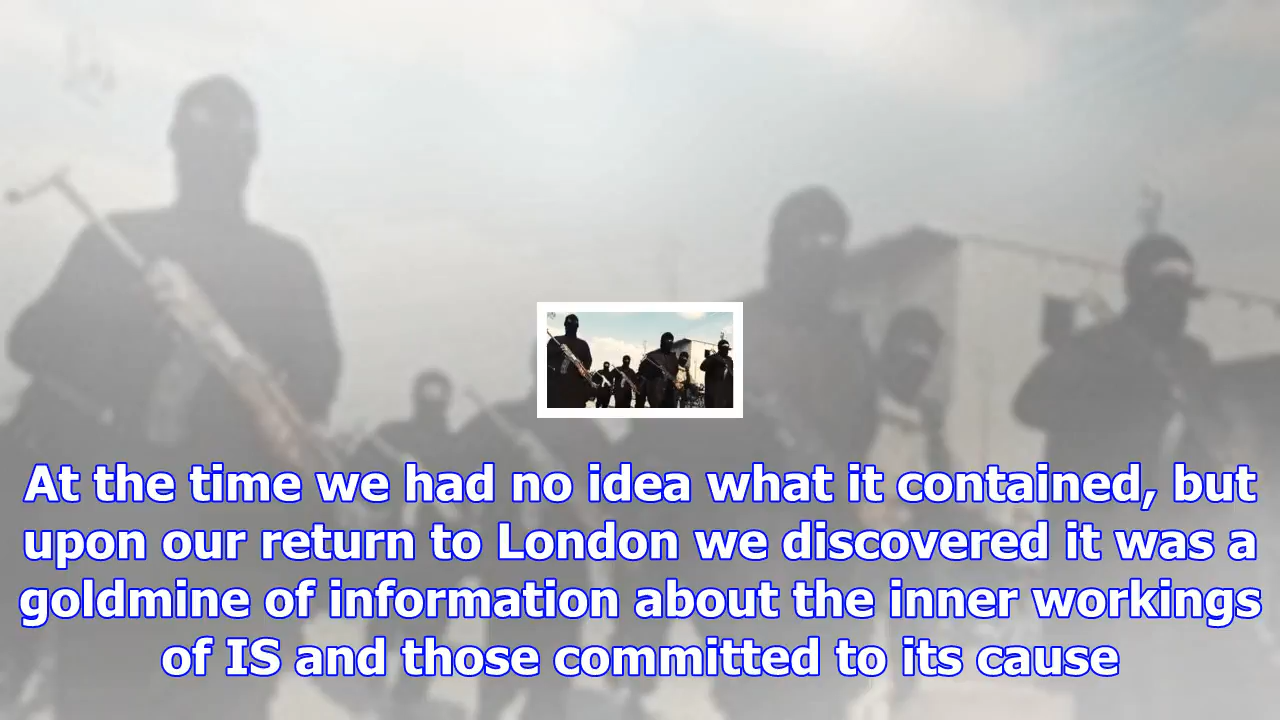 At the time we had no idea what it contained, but
upon our return to London we discovered it was a
goldmine of information about the inner workings
of IS and those committed to its cause